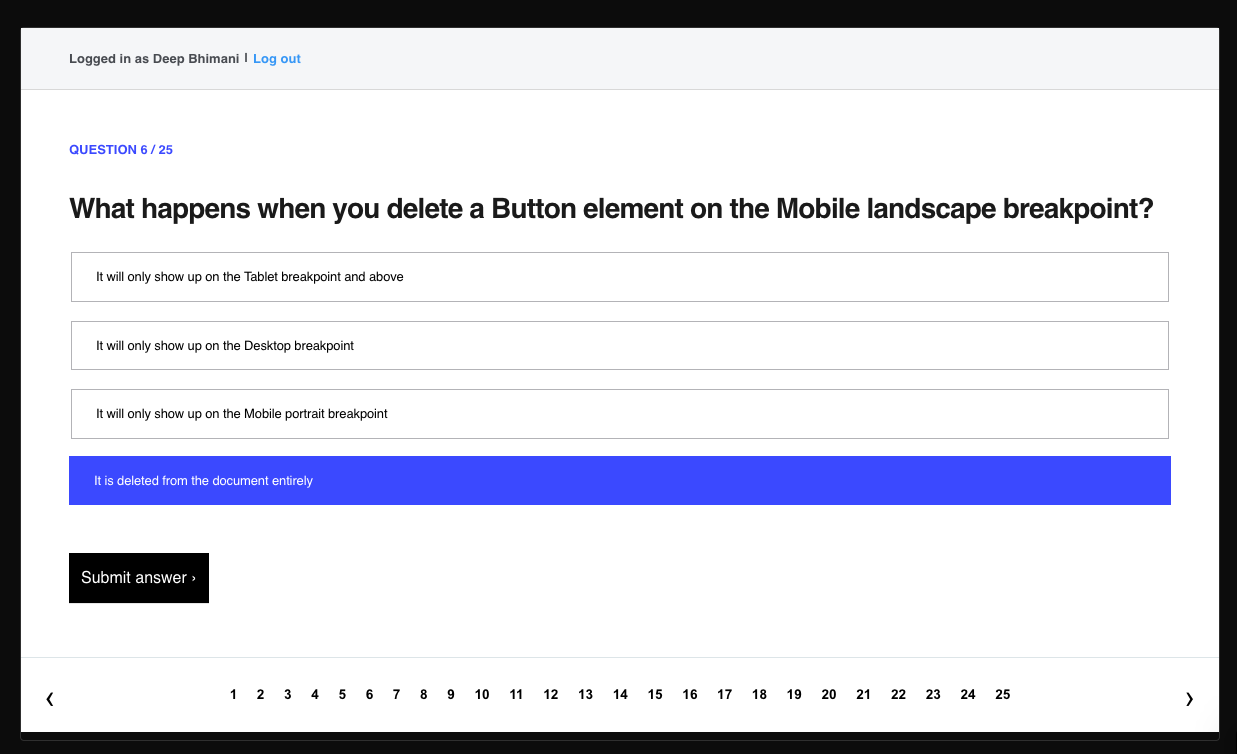 Logged in as Deep Bhimani | Log out
QUESTION 6 / 25
What happens when you delete a Button element on the Mobile landscape breakpoint?
It will only show up on the Tablet breakpoint and above
It will only show up on the Desktop breakpoint
It will only show up on the Mobile portrait breakpoint
It is deleted from the document entirely
Submit answer ›
‹ 1 2 3 4 5 6 7 8 9 10 11 12 13 14 15 16 17 18 19 20 21 22 23 24 25 ›